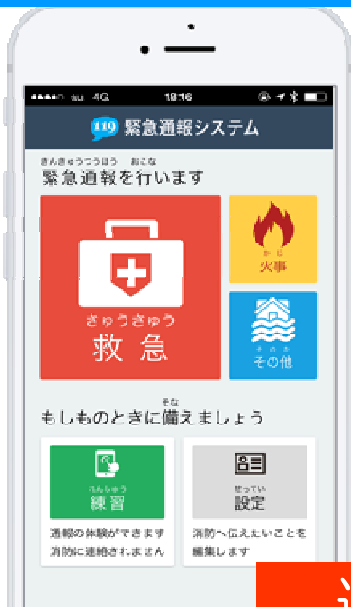 au 4G 18:16
119 緊急通報システム
きんきゅうつうほう おこな
緊急通報を行います
きゅうきゅう
救急
かじ
火事
そのた
その他
そな
もしものときに備えましょう
れんしゅう
練習
通報の体験ができます
消防に連絡されません
せってい
設定
消防へ伝えたいことを
編集します